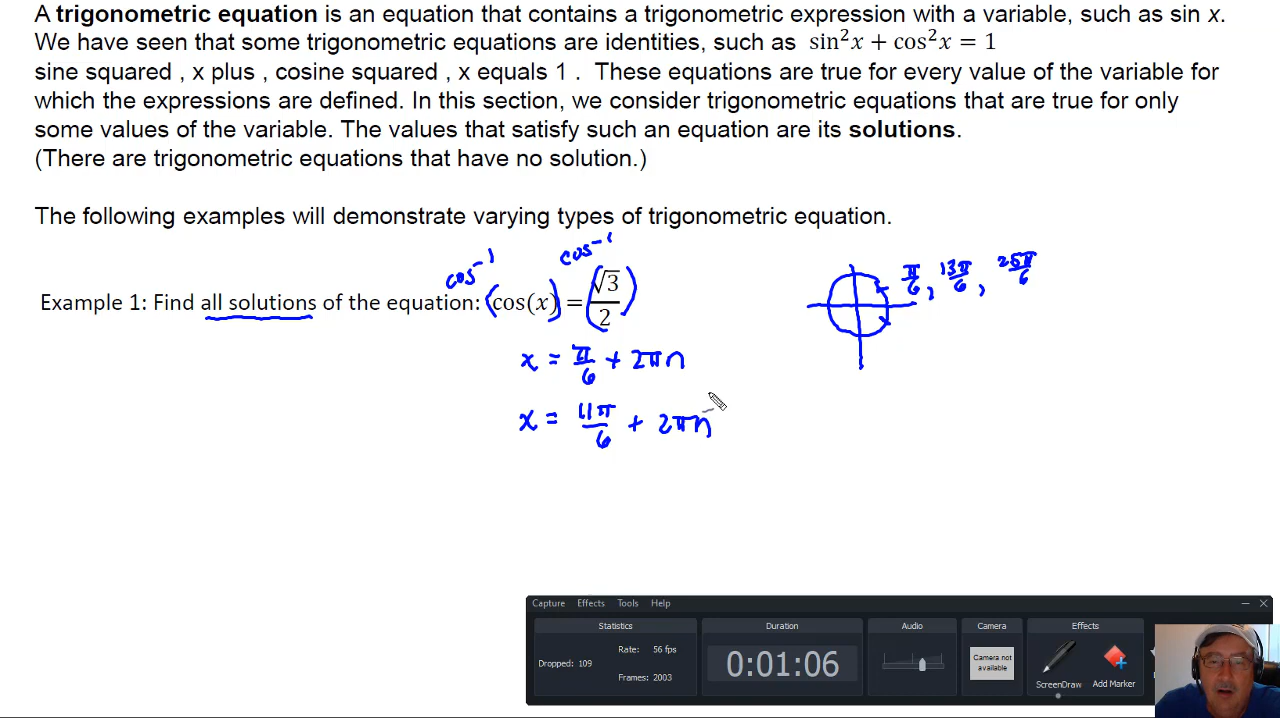 A trigonometric equation is an equation that contains a trigonometric expression with a variable, such as sin x.
We have seen that some trigonometric equations are identities, such as sin²x + cos²x = 1
sine squared , x plus , cosine squared , x equals 1 . These equations are true for every value of the variable for
which the expressions are defined. In this section, we consider trigonometric equations that are true for only
some values of the variable. The values that satisfy such an equation are its solutions.
(There are trigonometric equations that have no solution.)
The following examples will demonstrate varying types of trigonometric equation.
cos⁻¹ cos⁻¹
Example 1: Find all solutions of the equation: (cos(x)) = (√3/2)
π/6, 13π/6, 25π/6
x = π/6 + 2πn
x = 11π/6 + 2πn
Capture Effects Tools Help
Statistics Duration Audio Camera Effects
Rate: 56 fps
Dropped: 109
Frames: 2003
0:01:06
Camera not
available
ScreenDraw Add Marker